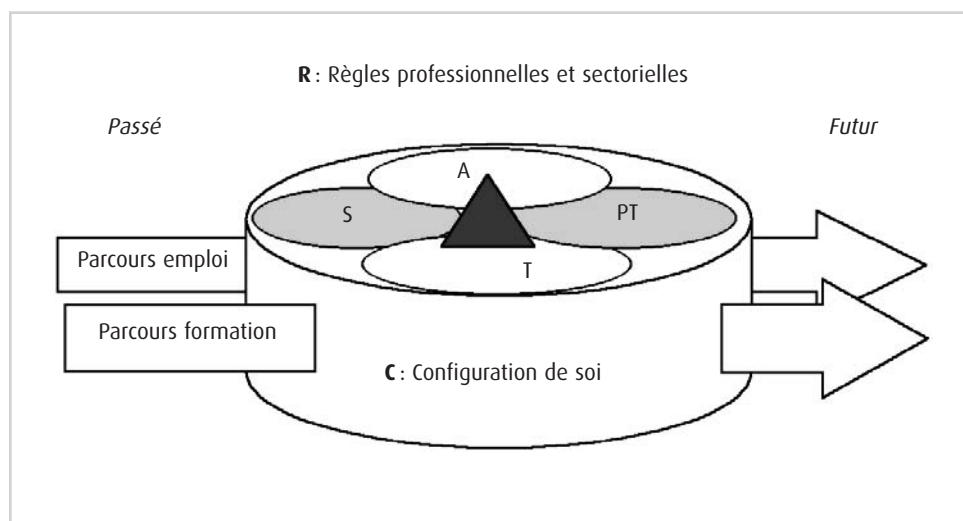 R : Règles professionnelles et sectorielles
Passé
Futur
A
S
PT
T
Parcours emploi
Parcours formation
C : Configuration de soi